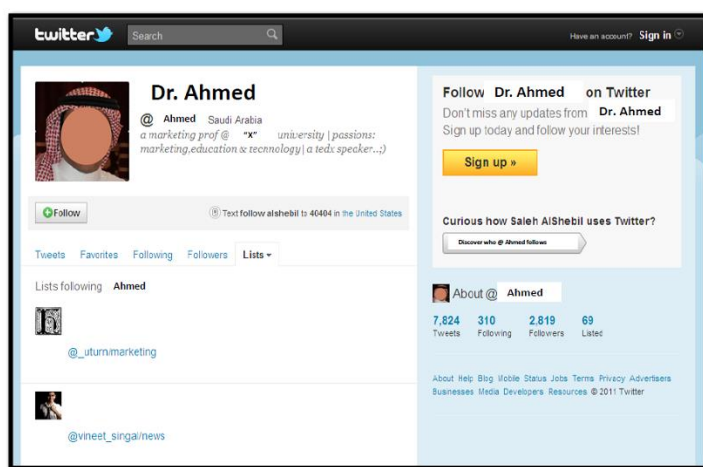 twitter
Search
Have an account? Sign in
Dr. Ahmed
@ Ahmed Saudi Arabia
a marketing prof @ "X" university | passions:
marketing,education & technology| a tedx speaker..;)
Follow
Text follow alshebil to 40404 in the United States
Tweets Favorites Following Followers Lists
Lists following Ahmed
@_uturn/marketing
@vineet_singal/news
Follow Dr. Ahmed on Twitter
Don't miss any updates from Dr. Ahmed
Sign up today and follow your interests!
Sign up »
Curious how Saleh AlShebil uses Twitter?
Discover who @ Ahmed follows
About @ Ahmed
7,824 310 2,819 69
Tweets Following Followers Listed
About Help Blog Mobile Status Jobs Terms Privacy Advertisers
Businesses Media Developers Resources © 2011 Twitter